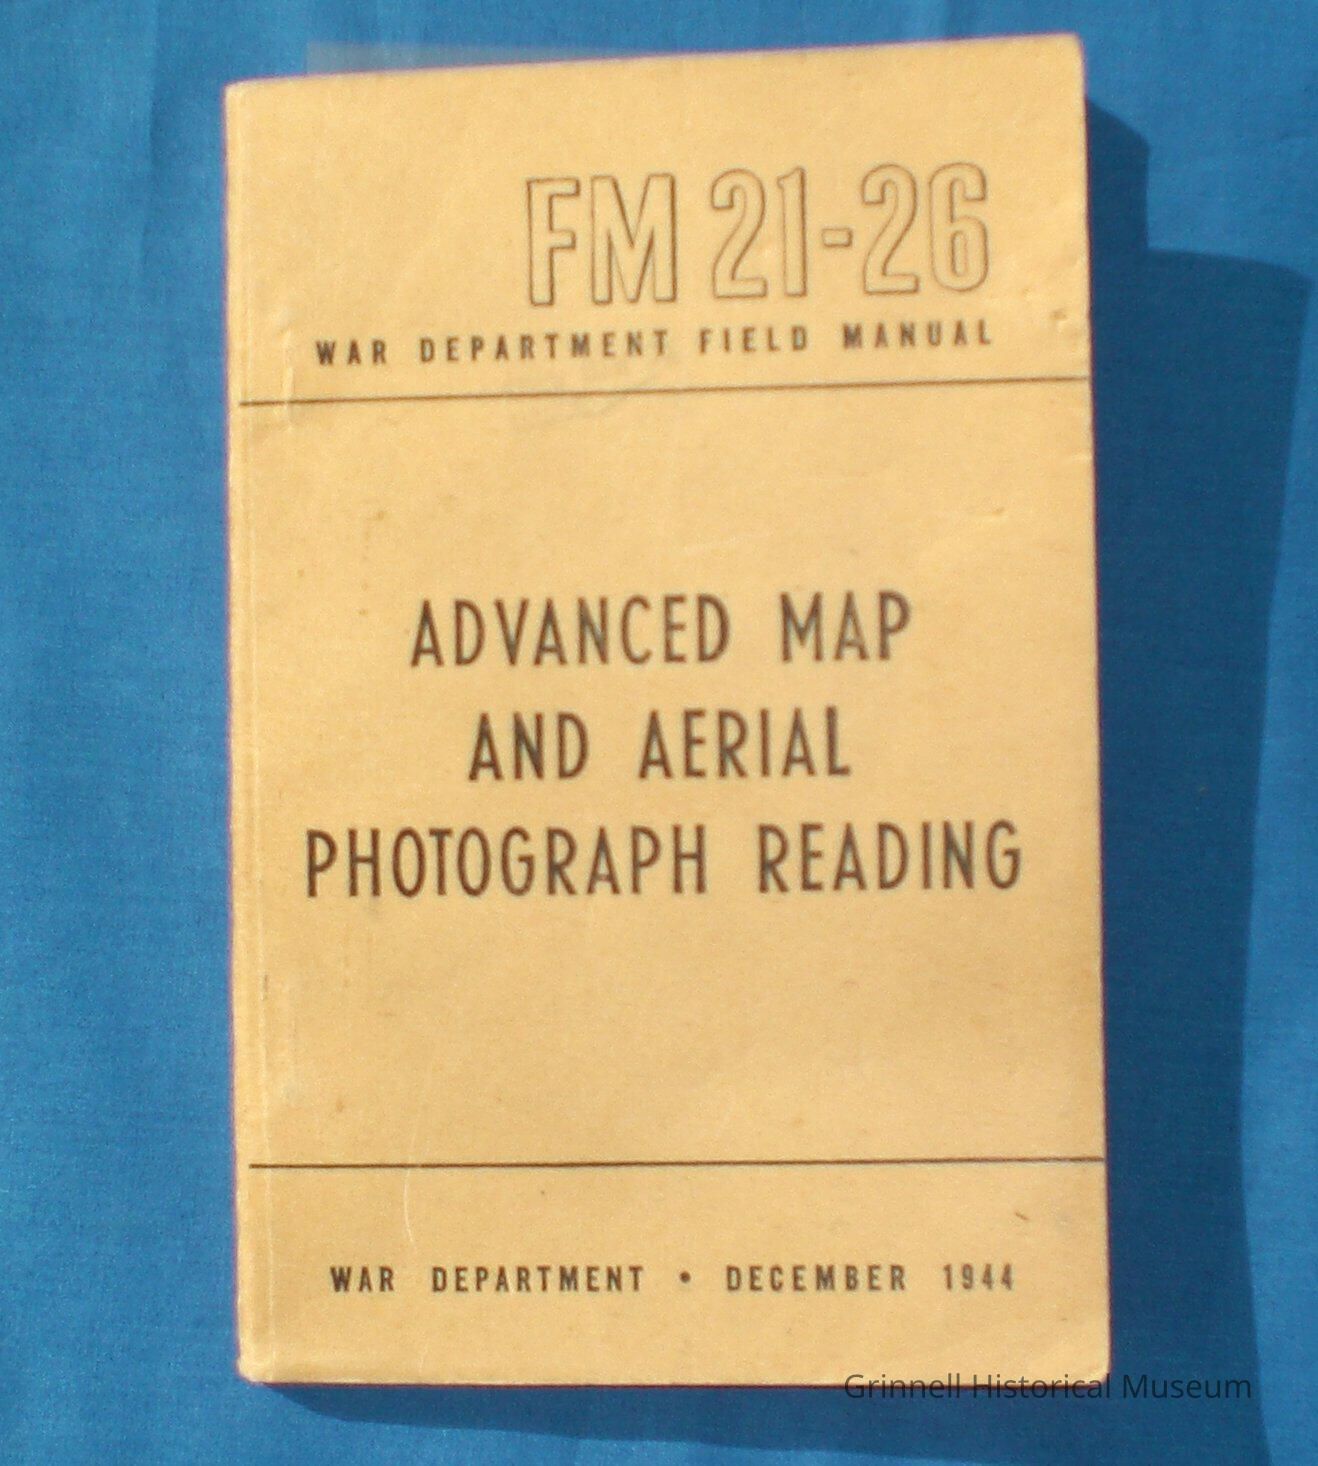 FM 21-26
WAR DEPARTMENT FIELD MANUAL
ADVANCED MAP
AND AERIAL
PHOTOGRAPH READING
WAR DEPARTMENT • DECEMBER 1944
Grinnell Historical Museum